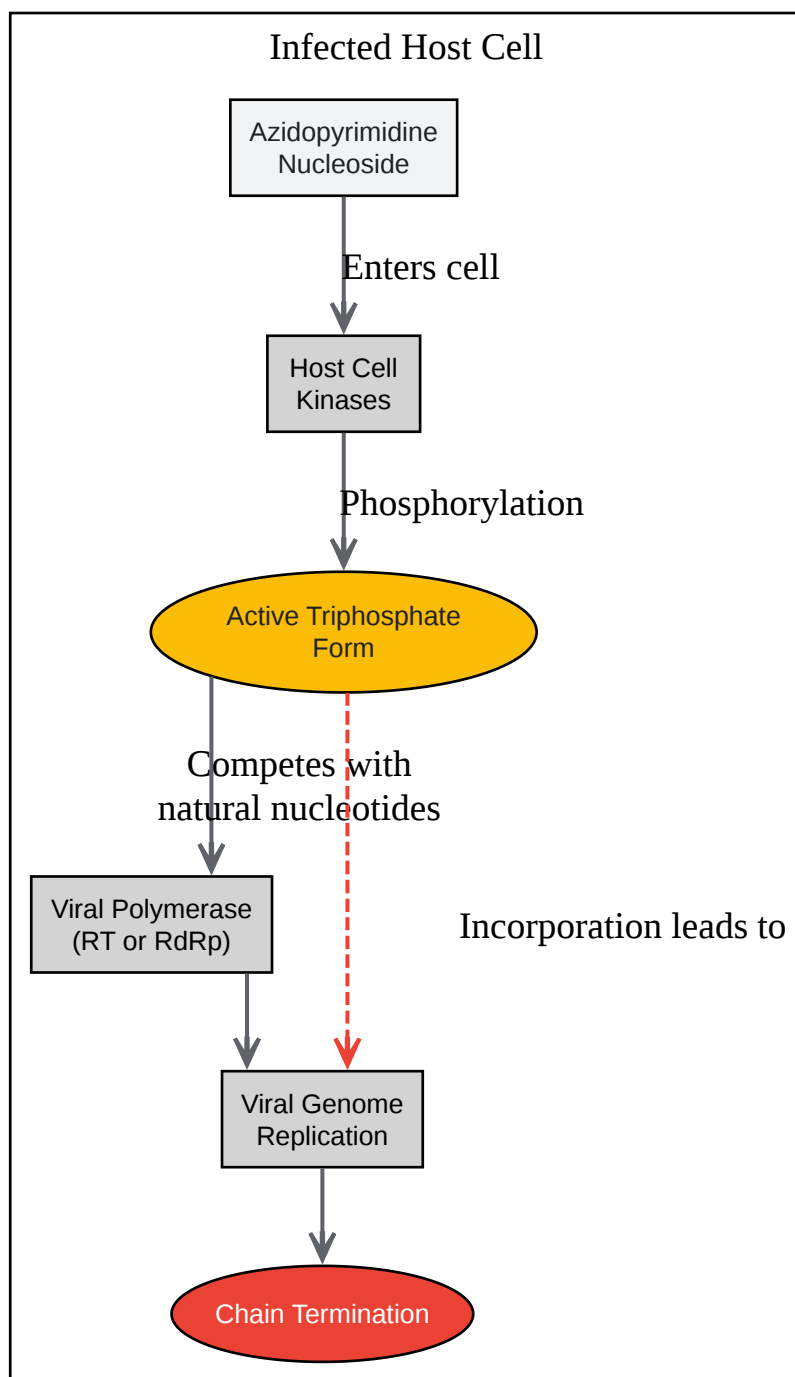 Infected Host Cell
Azidopyrimidine
Nucleoside
Enters cell
Host Cell
Kinases
Phosphorylation
Active Triphosphate
Form
Competes with
natural nucleotides
Viral Polymerase
(RT or RdRp)
Incorporation leads to
Viral Genome
Replication
Chain Termination